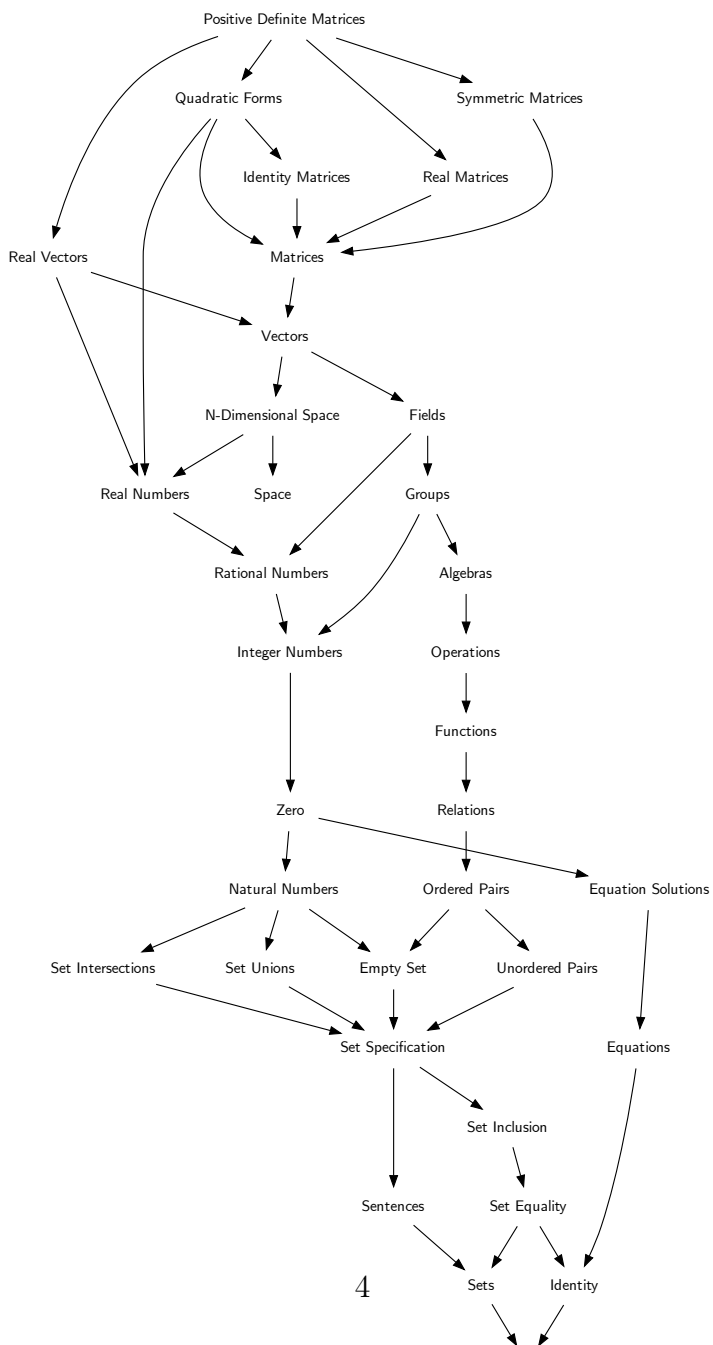 Positive Definite Matrices
Quadratic Forms
Symmetric Matrices
Identity Matrices
Real Matrices
Real Vectors
Matrices
Vectors
N-Dimensional Space
Fields
Real Numbers
Space
Groups
Rational Numbers
Algebras
Integer Numbers
Operations
Functions
Zero
Relations
Natural Numbers
Ordered Pairs
Equation Solutions
Set Intersections
Set Unions
Empty Set
Unordered Pairs
Set Specification
Equations
Set Inclusion
Sentences
Set Equality
Sets
Identity
4